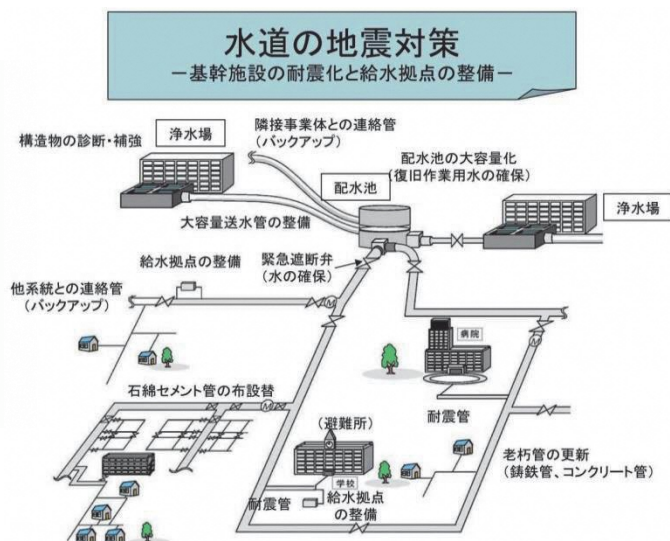 水道の地震対策
－基幹施設の耐震化と給水拠点の整備－
構造物の診断・補強
浄水場
隣接事業体との連絡管
（バックアップ）
配水池
配水池の大容量化
（復旧作業用水の確保）
浄水場
大容量送水管の整備
緊急遮断弁
（水の確保）
給水拠点の整備
他系統との連絡管
（バックアップ）
M
M
病院
石綿セメント管の布設替
M
耐震管
（避難所）
老朽管の更新
（鋳鉄管、コンクリート管）
学校
耐震管
給水拠点
の整備